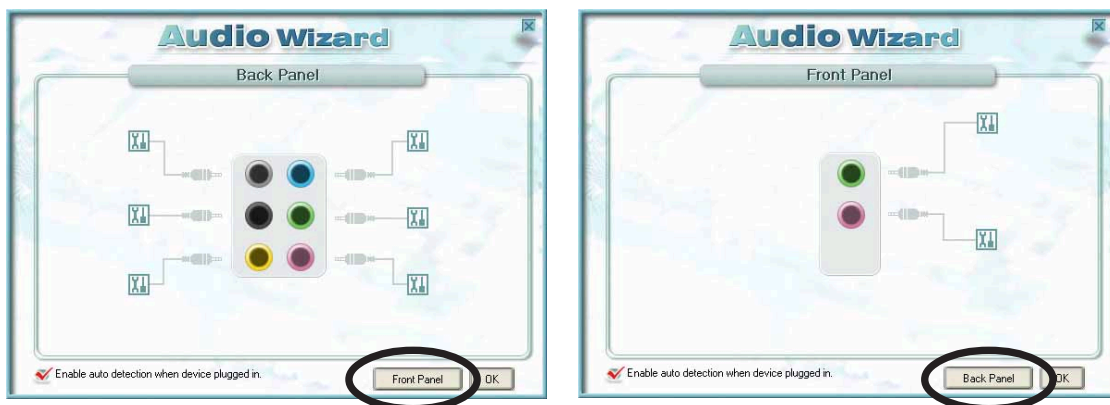 Audio Wizard
Back Panel
Enable auto detection when device plugged in.
Front Panel
OK
Audio Wizard
Front Panel
Enable auto detection when device plugged in.
Back Panel
OK